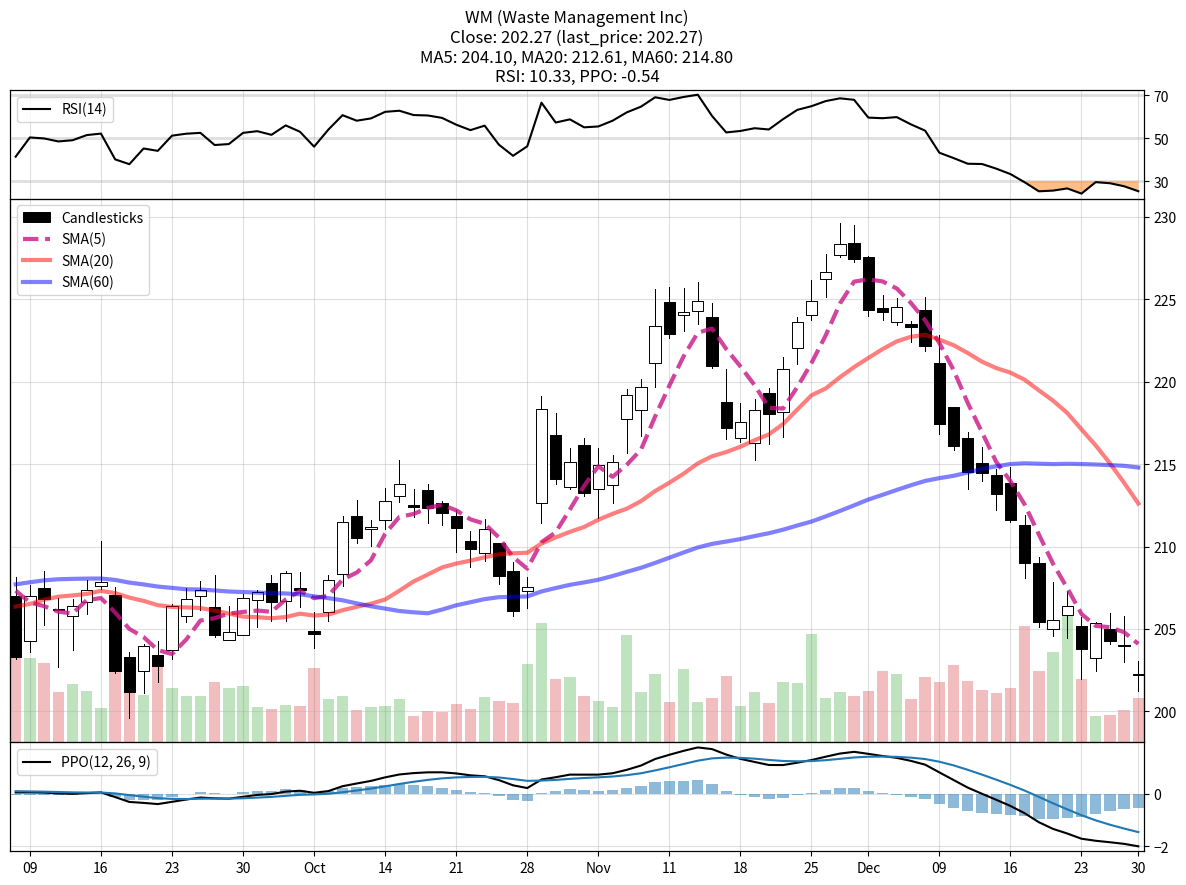 WM (Waste Management Inc)
Close: 202.27 (last_price: 202.27)
MA5: 204.10, MA20: 212.61, MA60: 214.80
RSI: 10.33, PPO: -0.54
RSI(14)
70
50
30
Candlesticks
SMA(5)
SMA(20)
SMA(60)
230
225
220
215
210
205
200
PPO(12, 26, 9)
0
−2
09 16 23 30 Oct 14 21 28 Nov 11 18 25 Dec 09 16 23 30